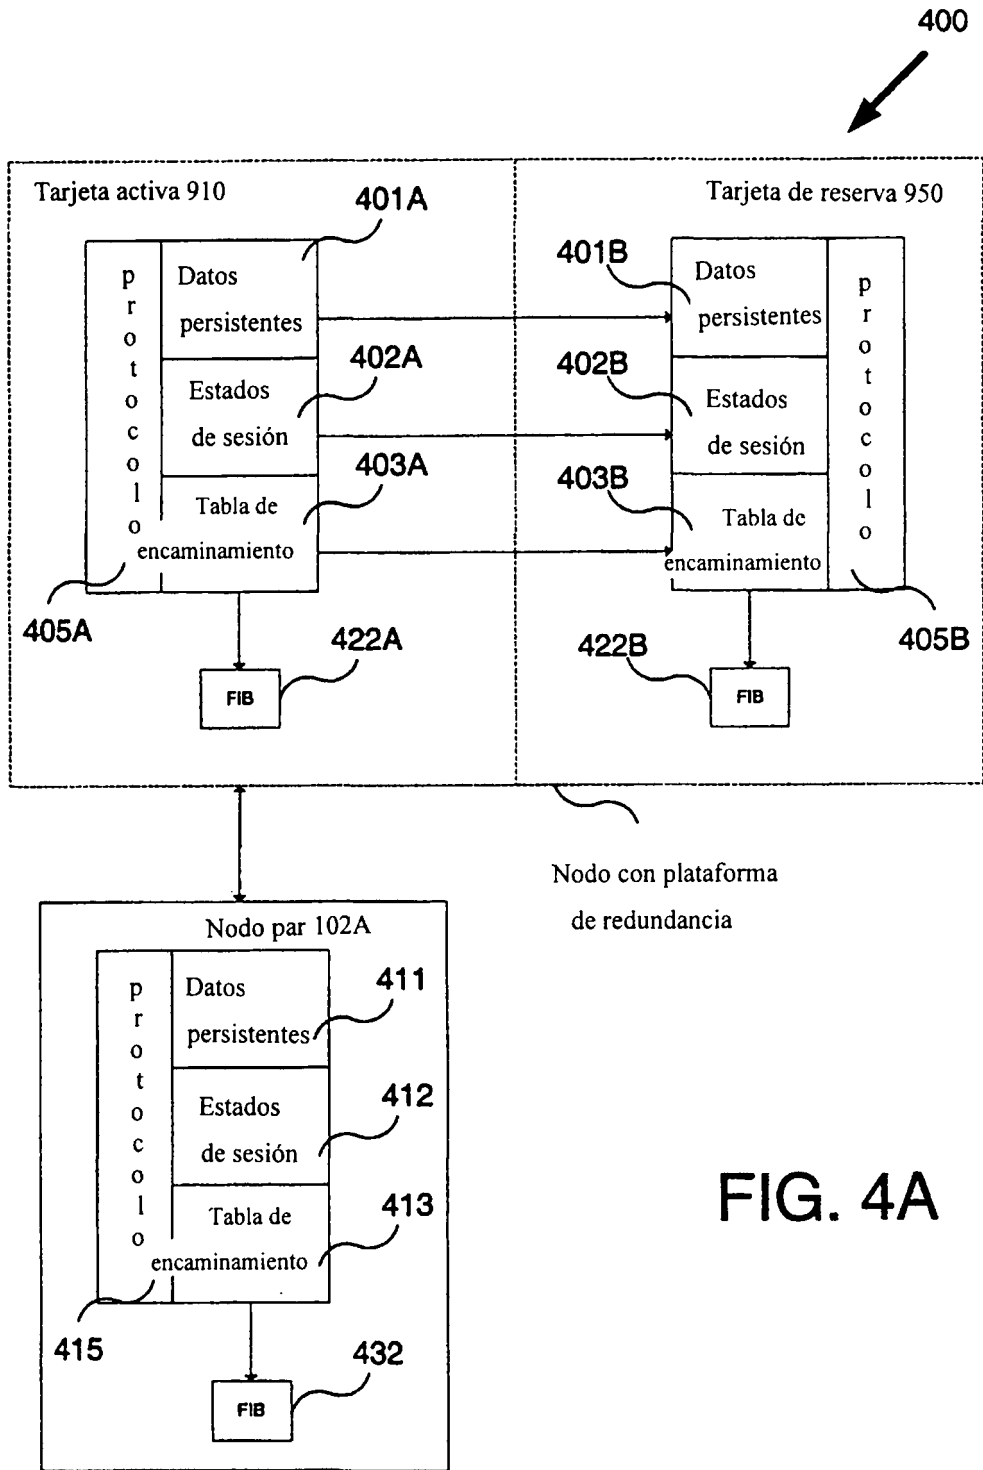 400
Tarjeta activa 910
Tarjeta de reserva 950
401A
401B
protocolo
Datos
persistentes
Datos
persistentes
protocolo
402A
402B
Estados
de sesión
Estados
de sesión
403A
403B
Tabla de
encaminamiento
Tabla de
encaminamiento
405A
422A
422B
405B
FIB
FIB
Nodo con plataforma
de redundancia
Nodo par 102A
protocolo
Datos
persistentes
411
Estados
de sesión
412
Tabla de
encaminamiento
413
415
432
FIB
FIG. 4A